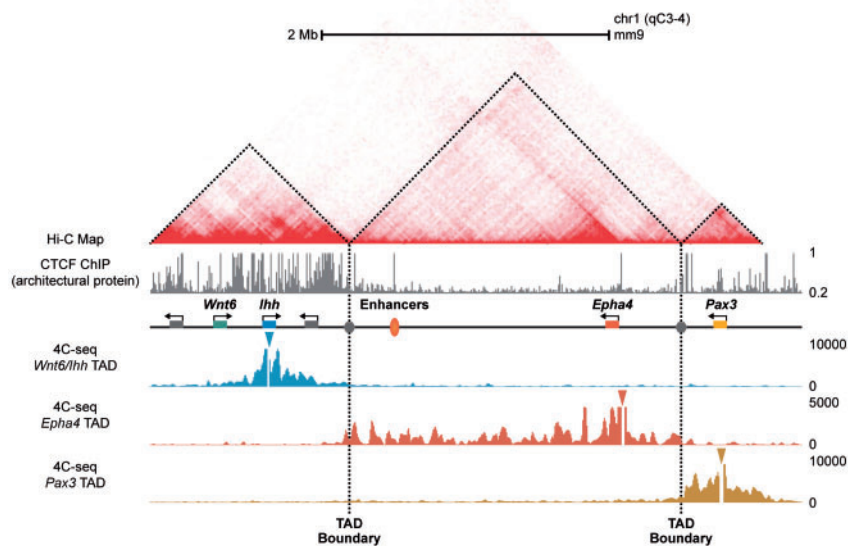 2 Mb
chr1 (qC3-4)
mm9
Hi-C Map
CTCF ChIP
(architectural protein)
1
0.2
Wnt6
Ihh
Enhancers
Epha4
Pax3
4C-seq
Wnt6/Ihh TAD
10000
0
4C-seq
Epha4 TAD
5000
0
4C-seq
Pax3 TAD
10000
0
TAD
Boundary
TAD
Boundary